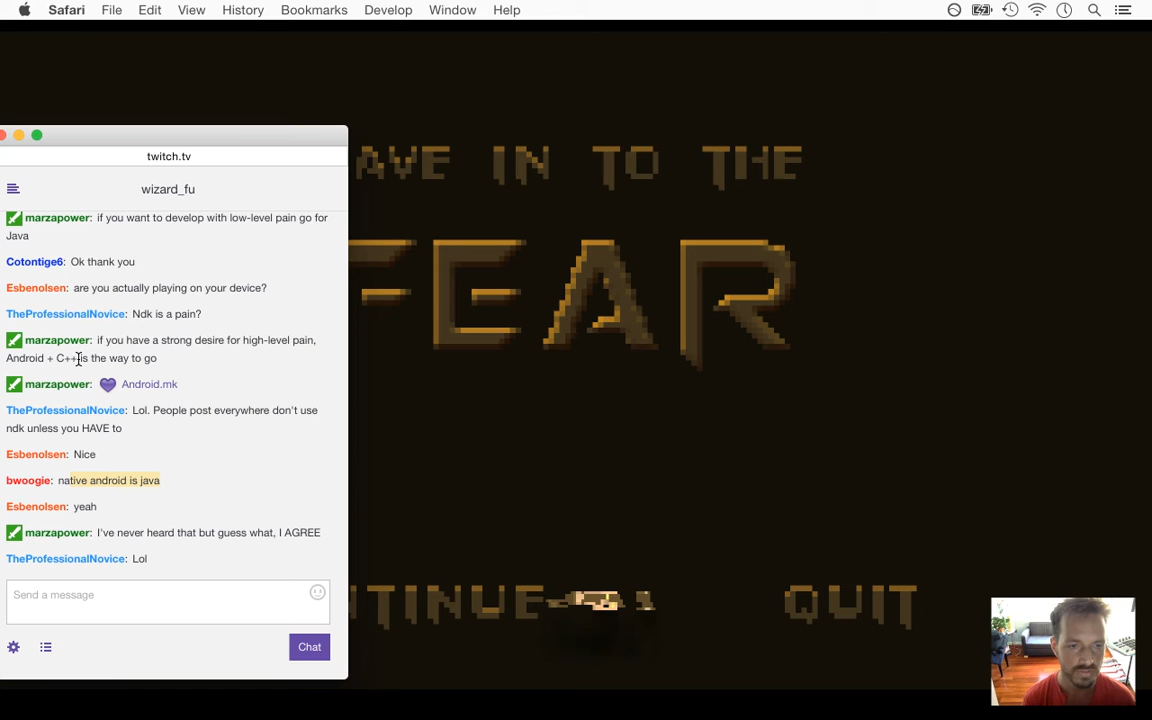 Safari File Edit View History Bookmarks Develop Window Help
twitch.tv
wizard_fu
marzapower: if you want to develop with low-level pain go for
Java
Cotontige6: Ok thank you
Esbenolsen: are you actually playing on your device?
TheProfessionalNovice: Ndk is a pain?
marzapower: if you have a strong desire for high-level pain,
Android + C++ is the way to go
marzapower: Android.mk
TheProfessionalNovice: Lol. People post everywhere don't use
ndk unless you HAVE to
Esbenolsen: Nice
bwoogie: native android is java
Esbenolsen: yeah
marzapower: I've never heard that but guess what, I AGREE
TheProfessionalNovice: Lol
Send a message
Chat
AVE IN TO THE
FEAR
NTINUE QUIT